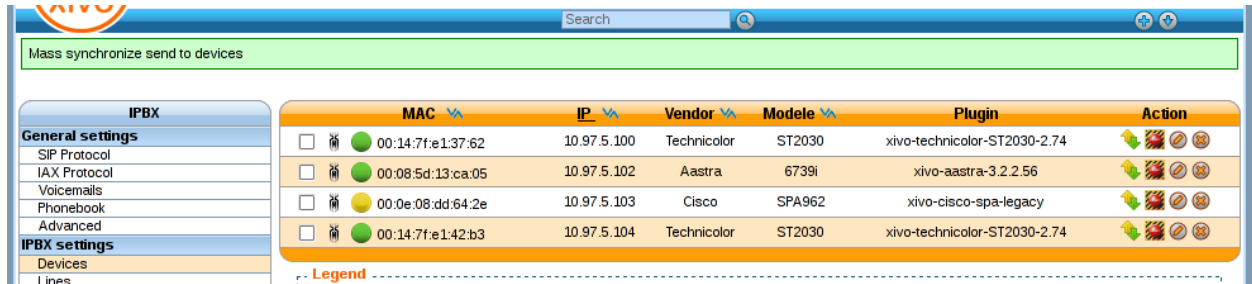 XIVO
Search
Mass synchronize send to devices
IPBX
General settings
SIP Protocol
IAX Protocol
Voicemails
Phonebook
Advanced
IPBX settings
Devices
Lines
MAC IP Vendor Modele Plugin Action
00:14:7f:e1:37:62 10.97.5.100 Technicolor ST2030 xivo-technicolor-ST2030-2.74
00:08:5d:13:ca:05 10.97.5.102 Aastra 6739i xivo-aastra-3.2.2.56
00:0e:08:dd:64:2e 10.97.5.103 Cisco SPA962 xivo-cisco-spa-legacy
00:14:7f:e1:42:b3 10.97.5.104 Technicolor ST2030 xivo-technicolor-ST2030-2.74
Legend